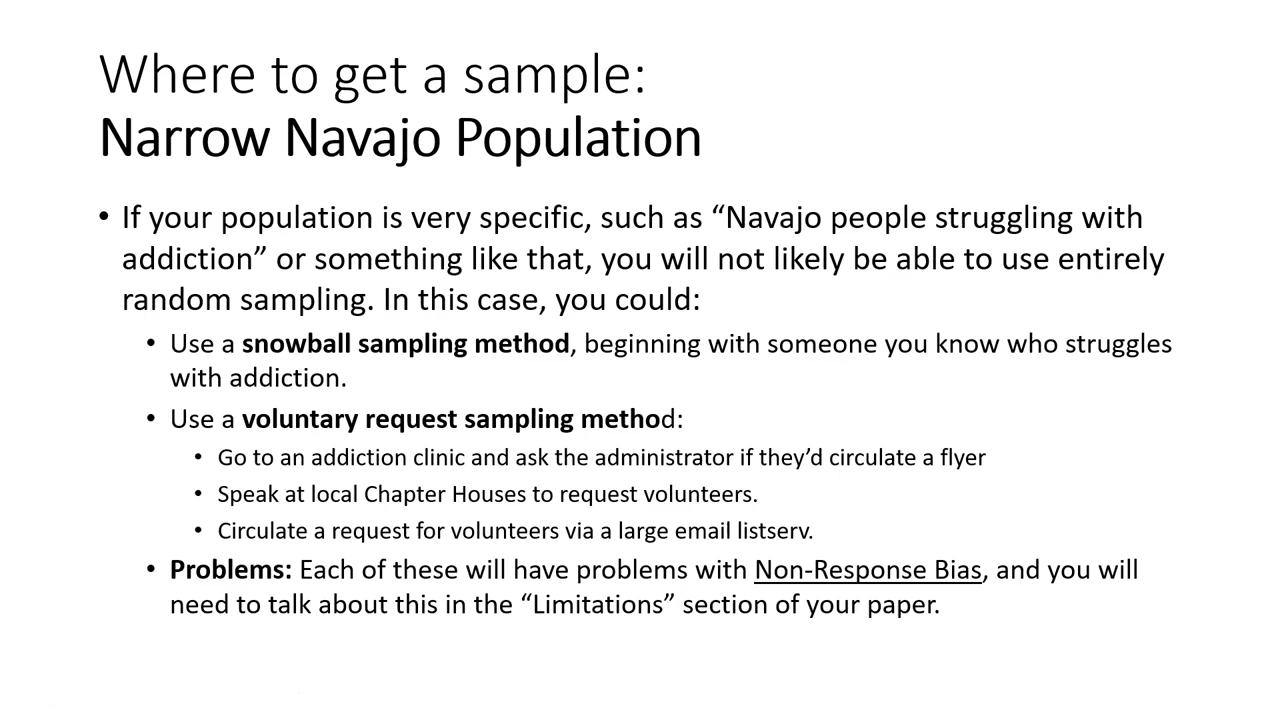 Where to get a sample:
Narrow Navajo Population
• If your population is very specific, such as “Navajo people struggling with
addiction” or something like that, you will not likely be able to use entirely
random sampling. In this case, you could:
• Use a snowball sampling method, beginning with someone you know who struggles
with addiction.
• Use a voluntary request sampling method:
• Go to an addiction clinic and ask the administrator if they’d circulate a flyer
• Speak at local Chapter Houses to request volunteers.
• Circulate a request for volunteers via a large email listserv.
• Problems: Each of these will have problems with Non-Response Bias, and you will
need to talk about this in the “Limitations” section of your paper.